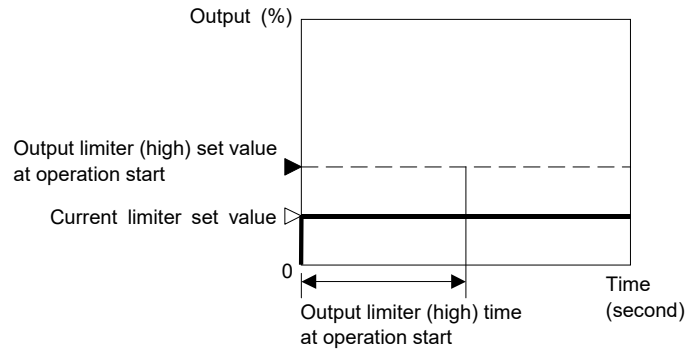 Output (%)
Output limiter (high) set value
at operation start
Current limiter set value
0
Time
(second)
Output limiter (high) time
at operation start